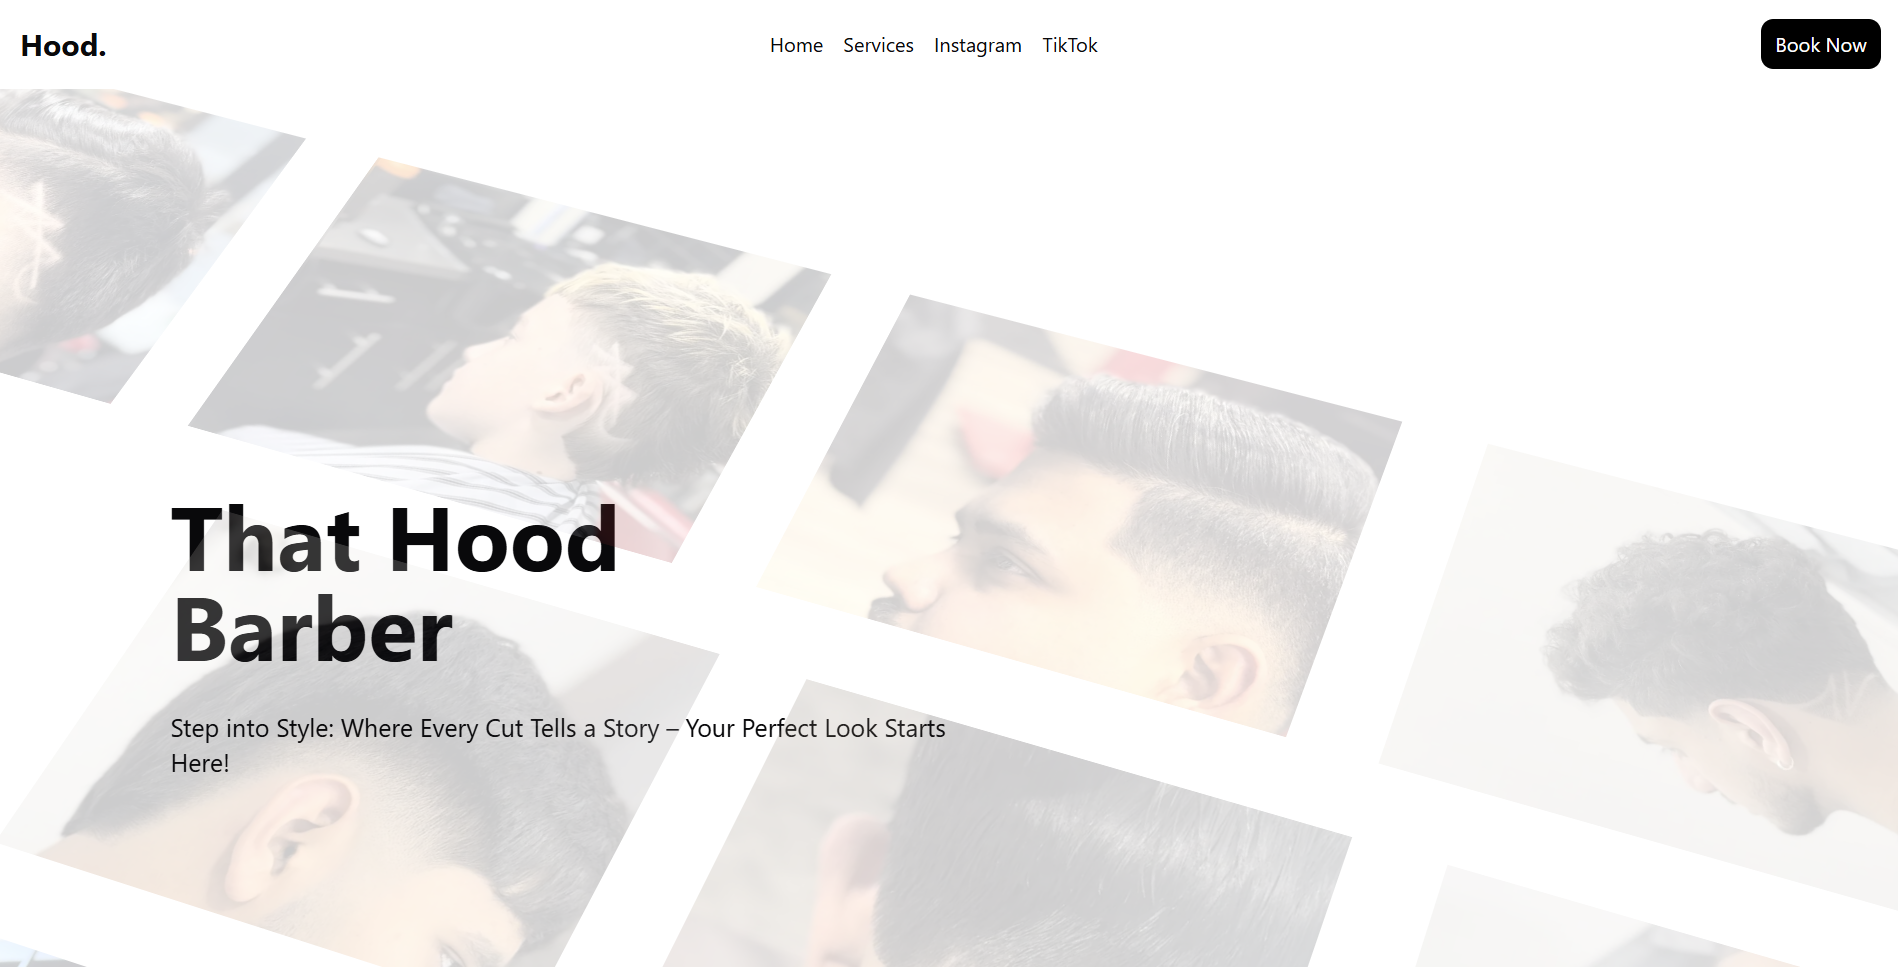 Hood.
Home Services Instagram TikTok
Book Now
That Hood
Barber
Step into Style: Where Every Cut Tells a Story – Your Perfect Look Starts
Here!